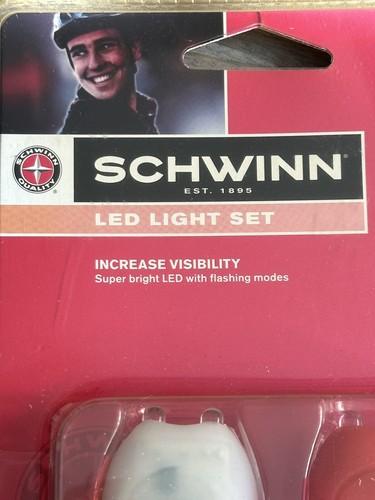 SCHWINN
QUALITY
®
SCHWINN®
EST. 1895
LED LIGHT SET
INCREASE VISIBILITY
Super bright LED with flashing modes